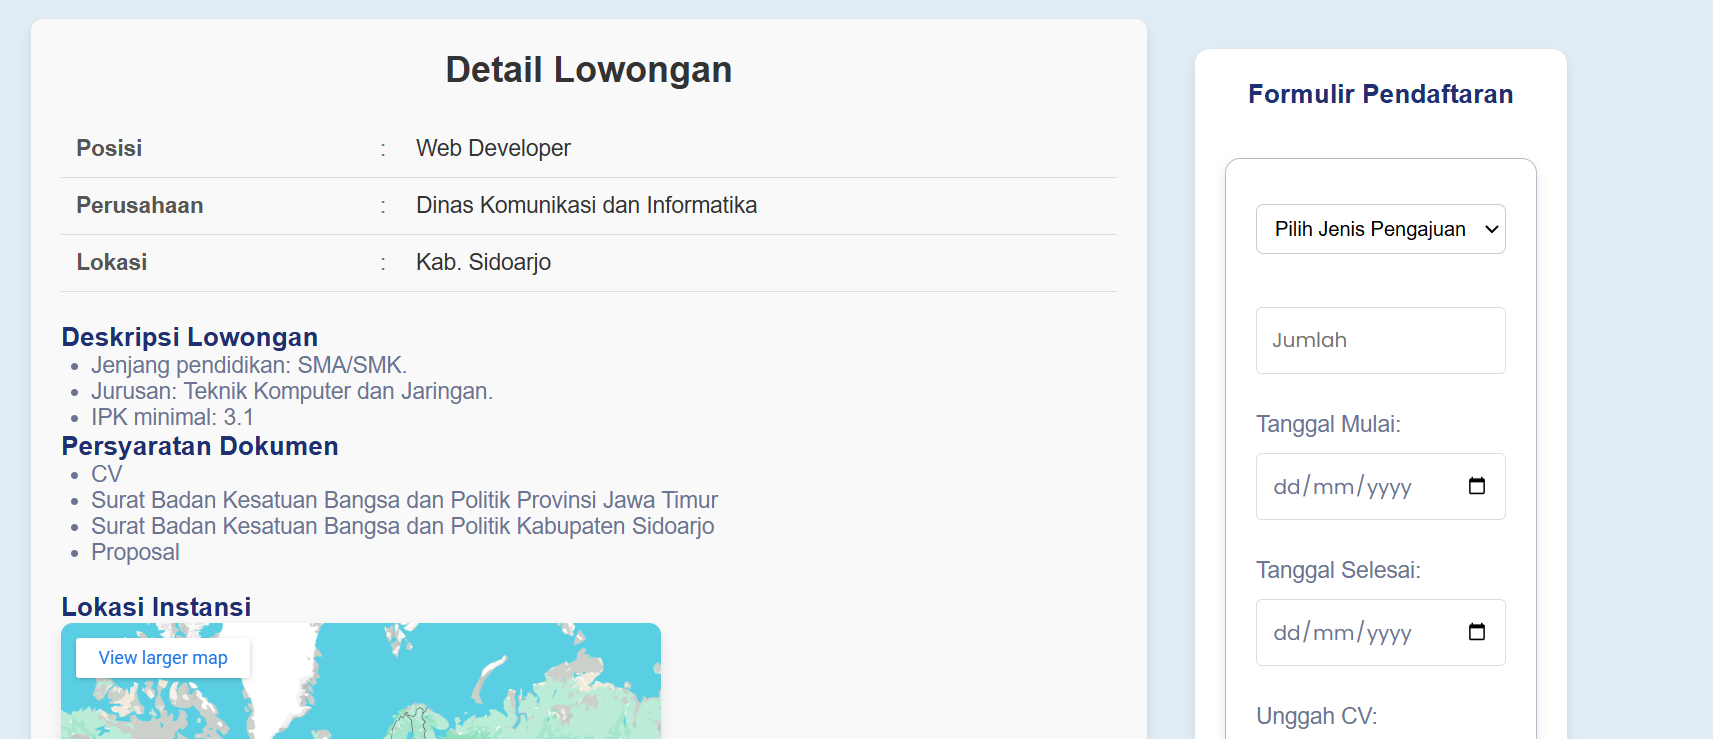 Detail Lowongan
Posisi : Web Developer
Perusahaan : Dinas Komunikasi dan Informatika
Lokasi : Kab. Sidoarjo
Deskripsi Lowongan
Jenjang pendidikan: SMA/SMK.
Jurusan: Teknik Komputer dan Jaringan.
IPK minimal: 3.1
Persyaratan Dokumen
CV
Surat Badan Kesatuan Bangsa dan Politik Provinsi Jawa Timur
Surat Badan Kesatuan Bangsa dan Politik Kabupaten Sidoarjo
Proposal
Lokasi Instansi
View larger map
Formulir Pendaftaran
Pilih Jenis Pengajuan
Jumlah
Tanggal Mulai:
dd/mm/yyyy
Tanggal Selesai:
dd/mm/yyyy
Unggah CV: